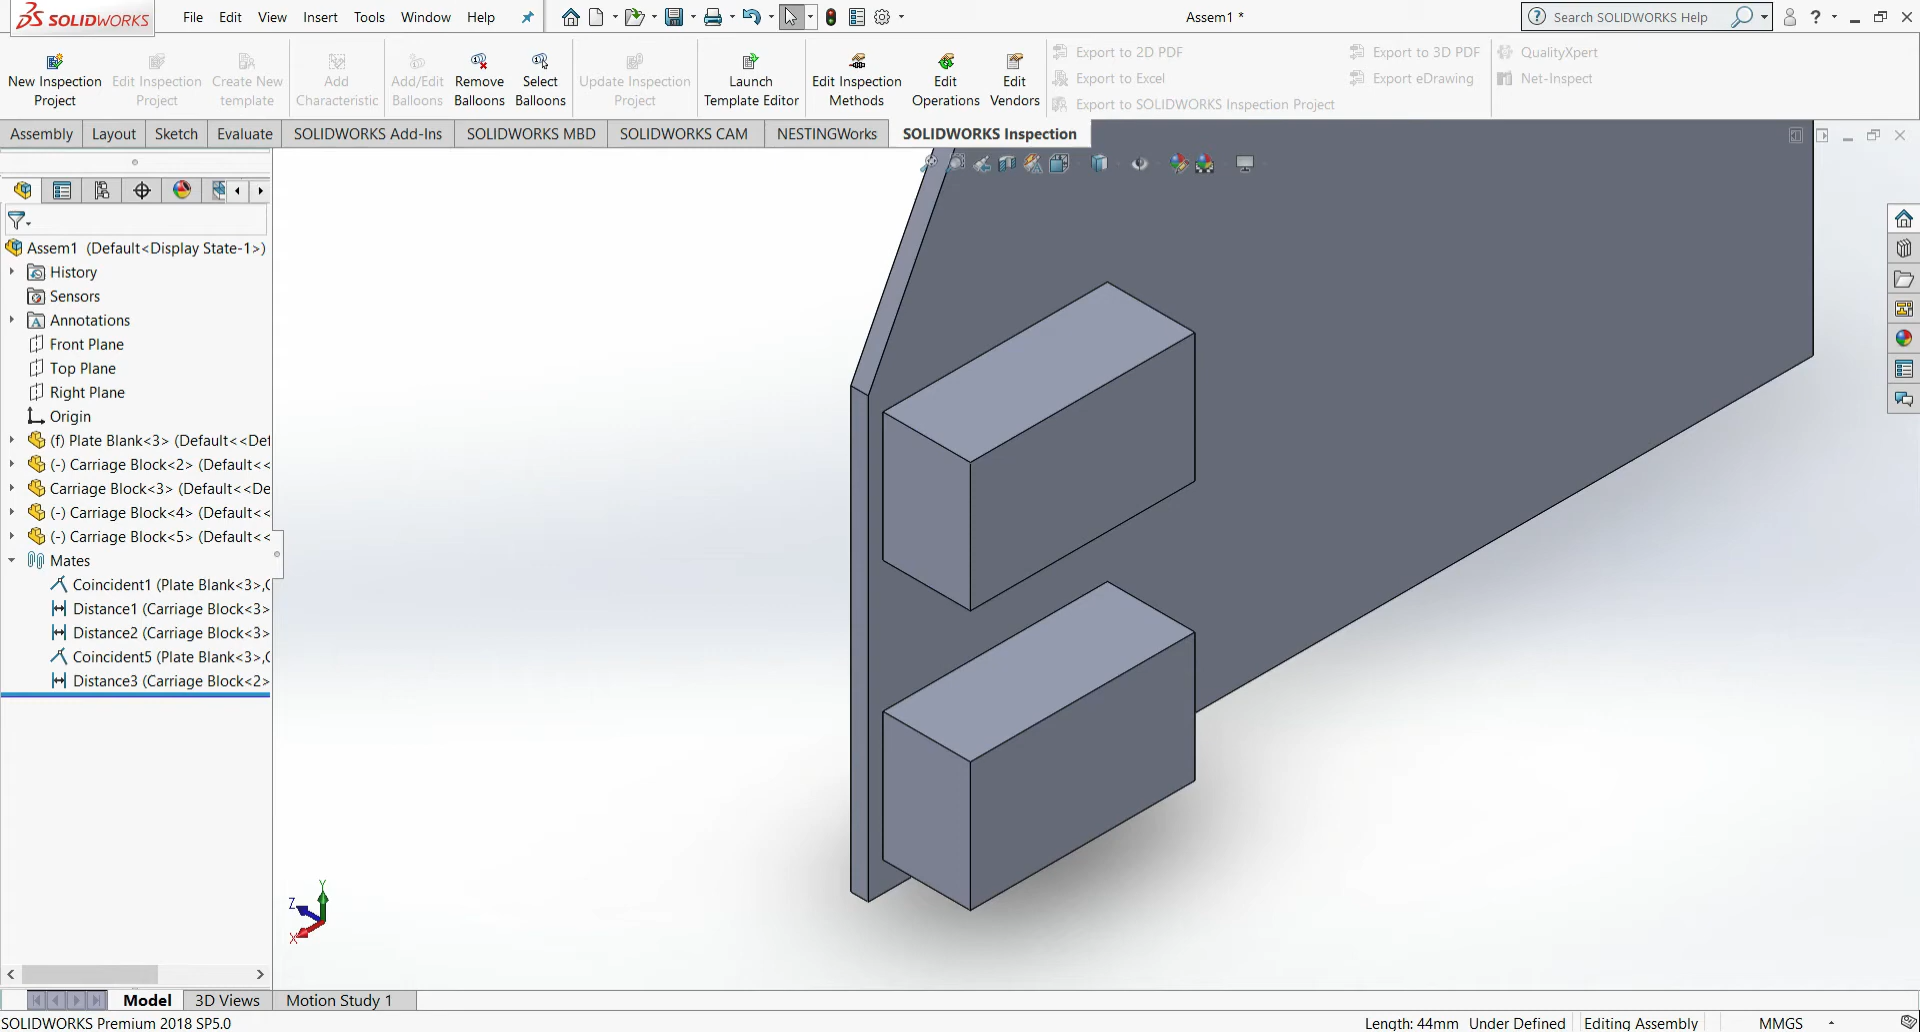 SOLIDWORKS File Edit View Insert Tools Window Help Assem1 * Search SOLIDWORKS Help ?
New Inspection Project
Edit Inspection Project
Create New template
Add Characteristic
Add/Edit Balloons
Remove Balloons
Select Balloons
Update Inspection Project
Launch Template Editor
Edit Inspection Methods
Edit Operations
Edit Vendors
Export to 2D PDF
Export to Excel
Export to SOLIDWORKS Inspection Project
Export to 3D PDF
Export eDrawing
QualityXpert
Net-Inspect
Assembly Layout Sketch Evaluate SOLIDWORKS Add-Ins SOLIDWORKS MBD SOLIDWORKS CAM NESTINGWorks SOLIDWORKS Inspection
Assem1 (Default<Display State-1>)
History
Sensors
Annotations
Front Plane
Top Plane
Right Plane
Origin
(f) Plate Blank<3> (Default<<Def
(-) Carriage Block<2> (Default<<
Carriage Block<3> (Default<<De
(-) Carriage Block<4> (Default<<
(-) Carriage Block<5> (Default<<
Mates
Coincident1 (Plate Blank<3>,
Distance1 (Carriage Block<3>
Distance2 (Carriage Block<3>
Coincident5 (Plate Blank<3>,
Distance3 (Carriage Block<2>
Y
Z
X
Model 3D Views Motion Study 1
SOLIDWORKS Premium 2018 SP5.0 Length: 44mm Under Defined Editing Assembly MMGS